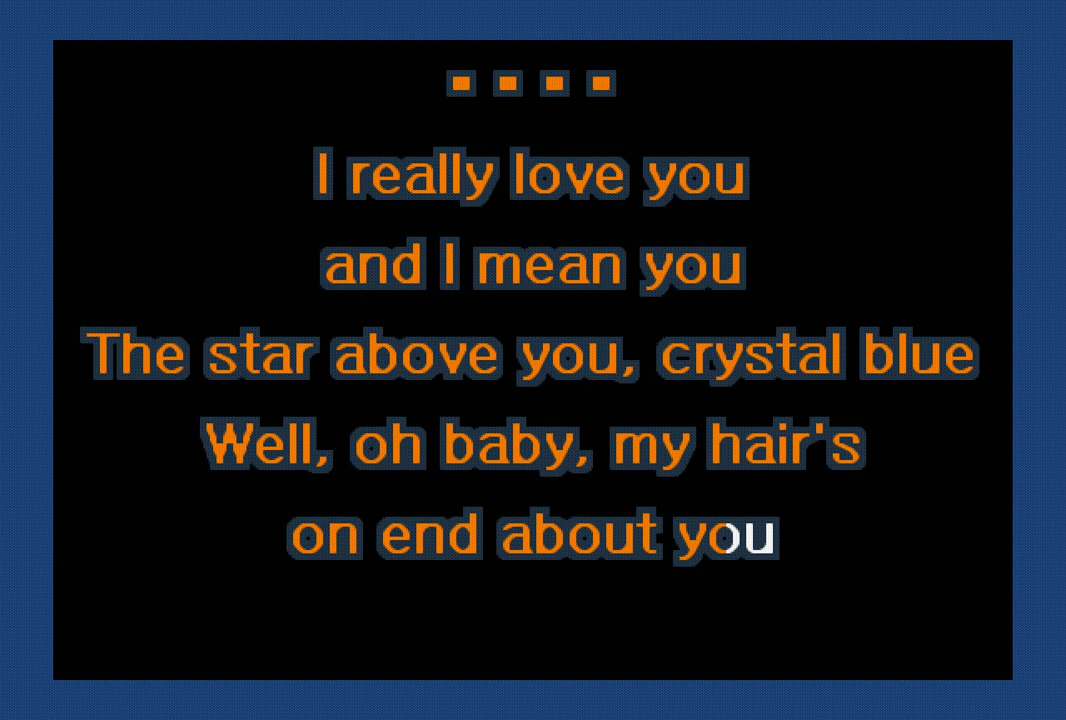 I really love you
and I mean you
The star above you, crystal blue
Well, oh baby, my hair's
on end about you